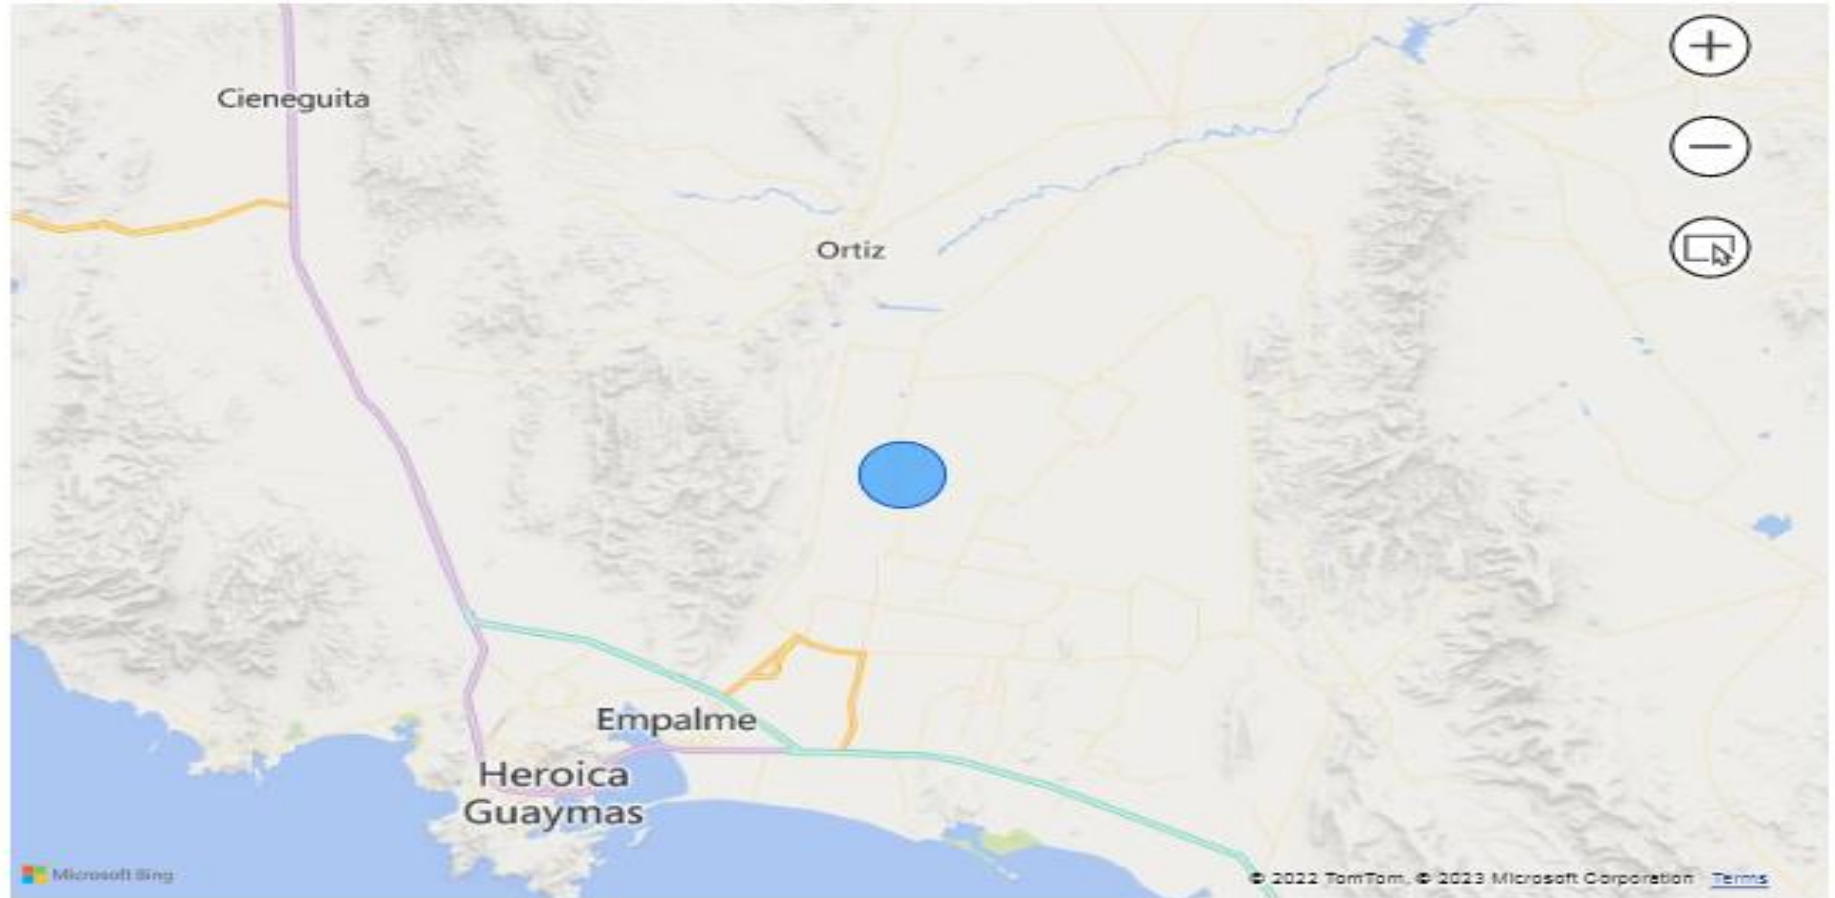 Cieneguita
Ortiz
Empalme
Heroica
Guaymas
Microsoft Bing
© 2022 TomTom, © 2023 Microsoft Corporation Terms